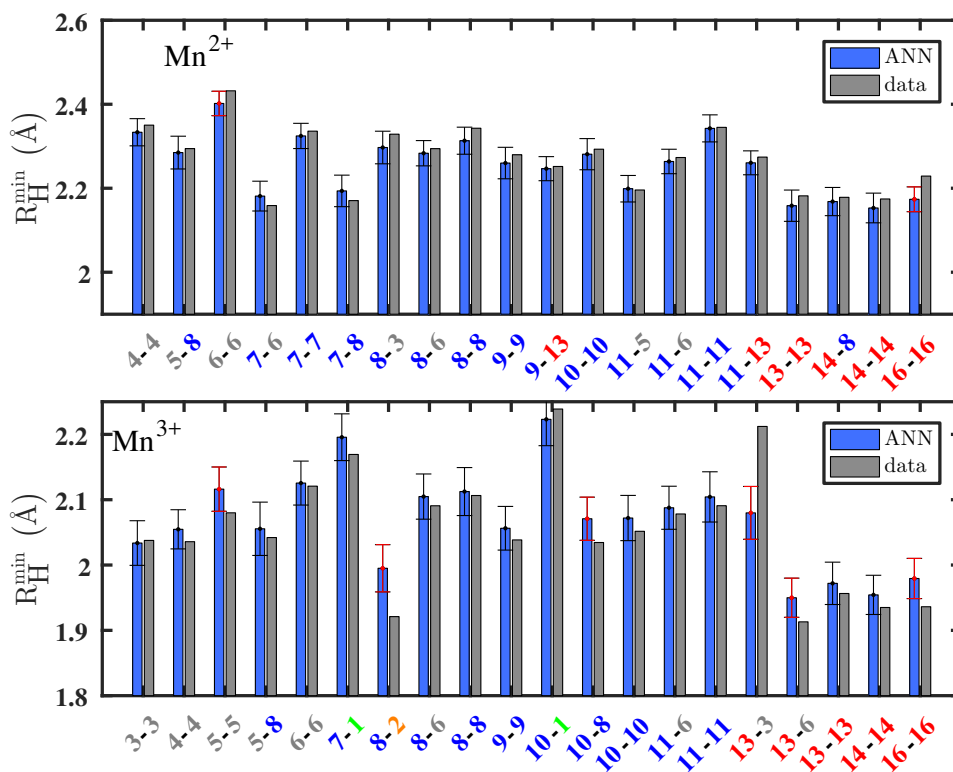 2.6
Mn2+
ANN
data
2.4
2.2
2
R_H^min (Å)
4-4 5-8 6-6 7-6 7-7 7-8 8-3 8-6 8-8 9-9 9-13 10-10 11-5 11-6 11-11 11-13 13-13 14-8 14-14 16-16
Mn3+
ANN
data
2.2
2.1
2
1.9
1.8
R_H^min (Å)
3-3 4-4 5-5 5-8 6-6 7-1 8-2 8-6 8-8 9-9 10-1 10-8 10-10 11-6 11-11 13-3 13-6 13-13 14-14 16-16